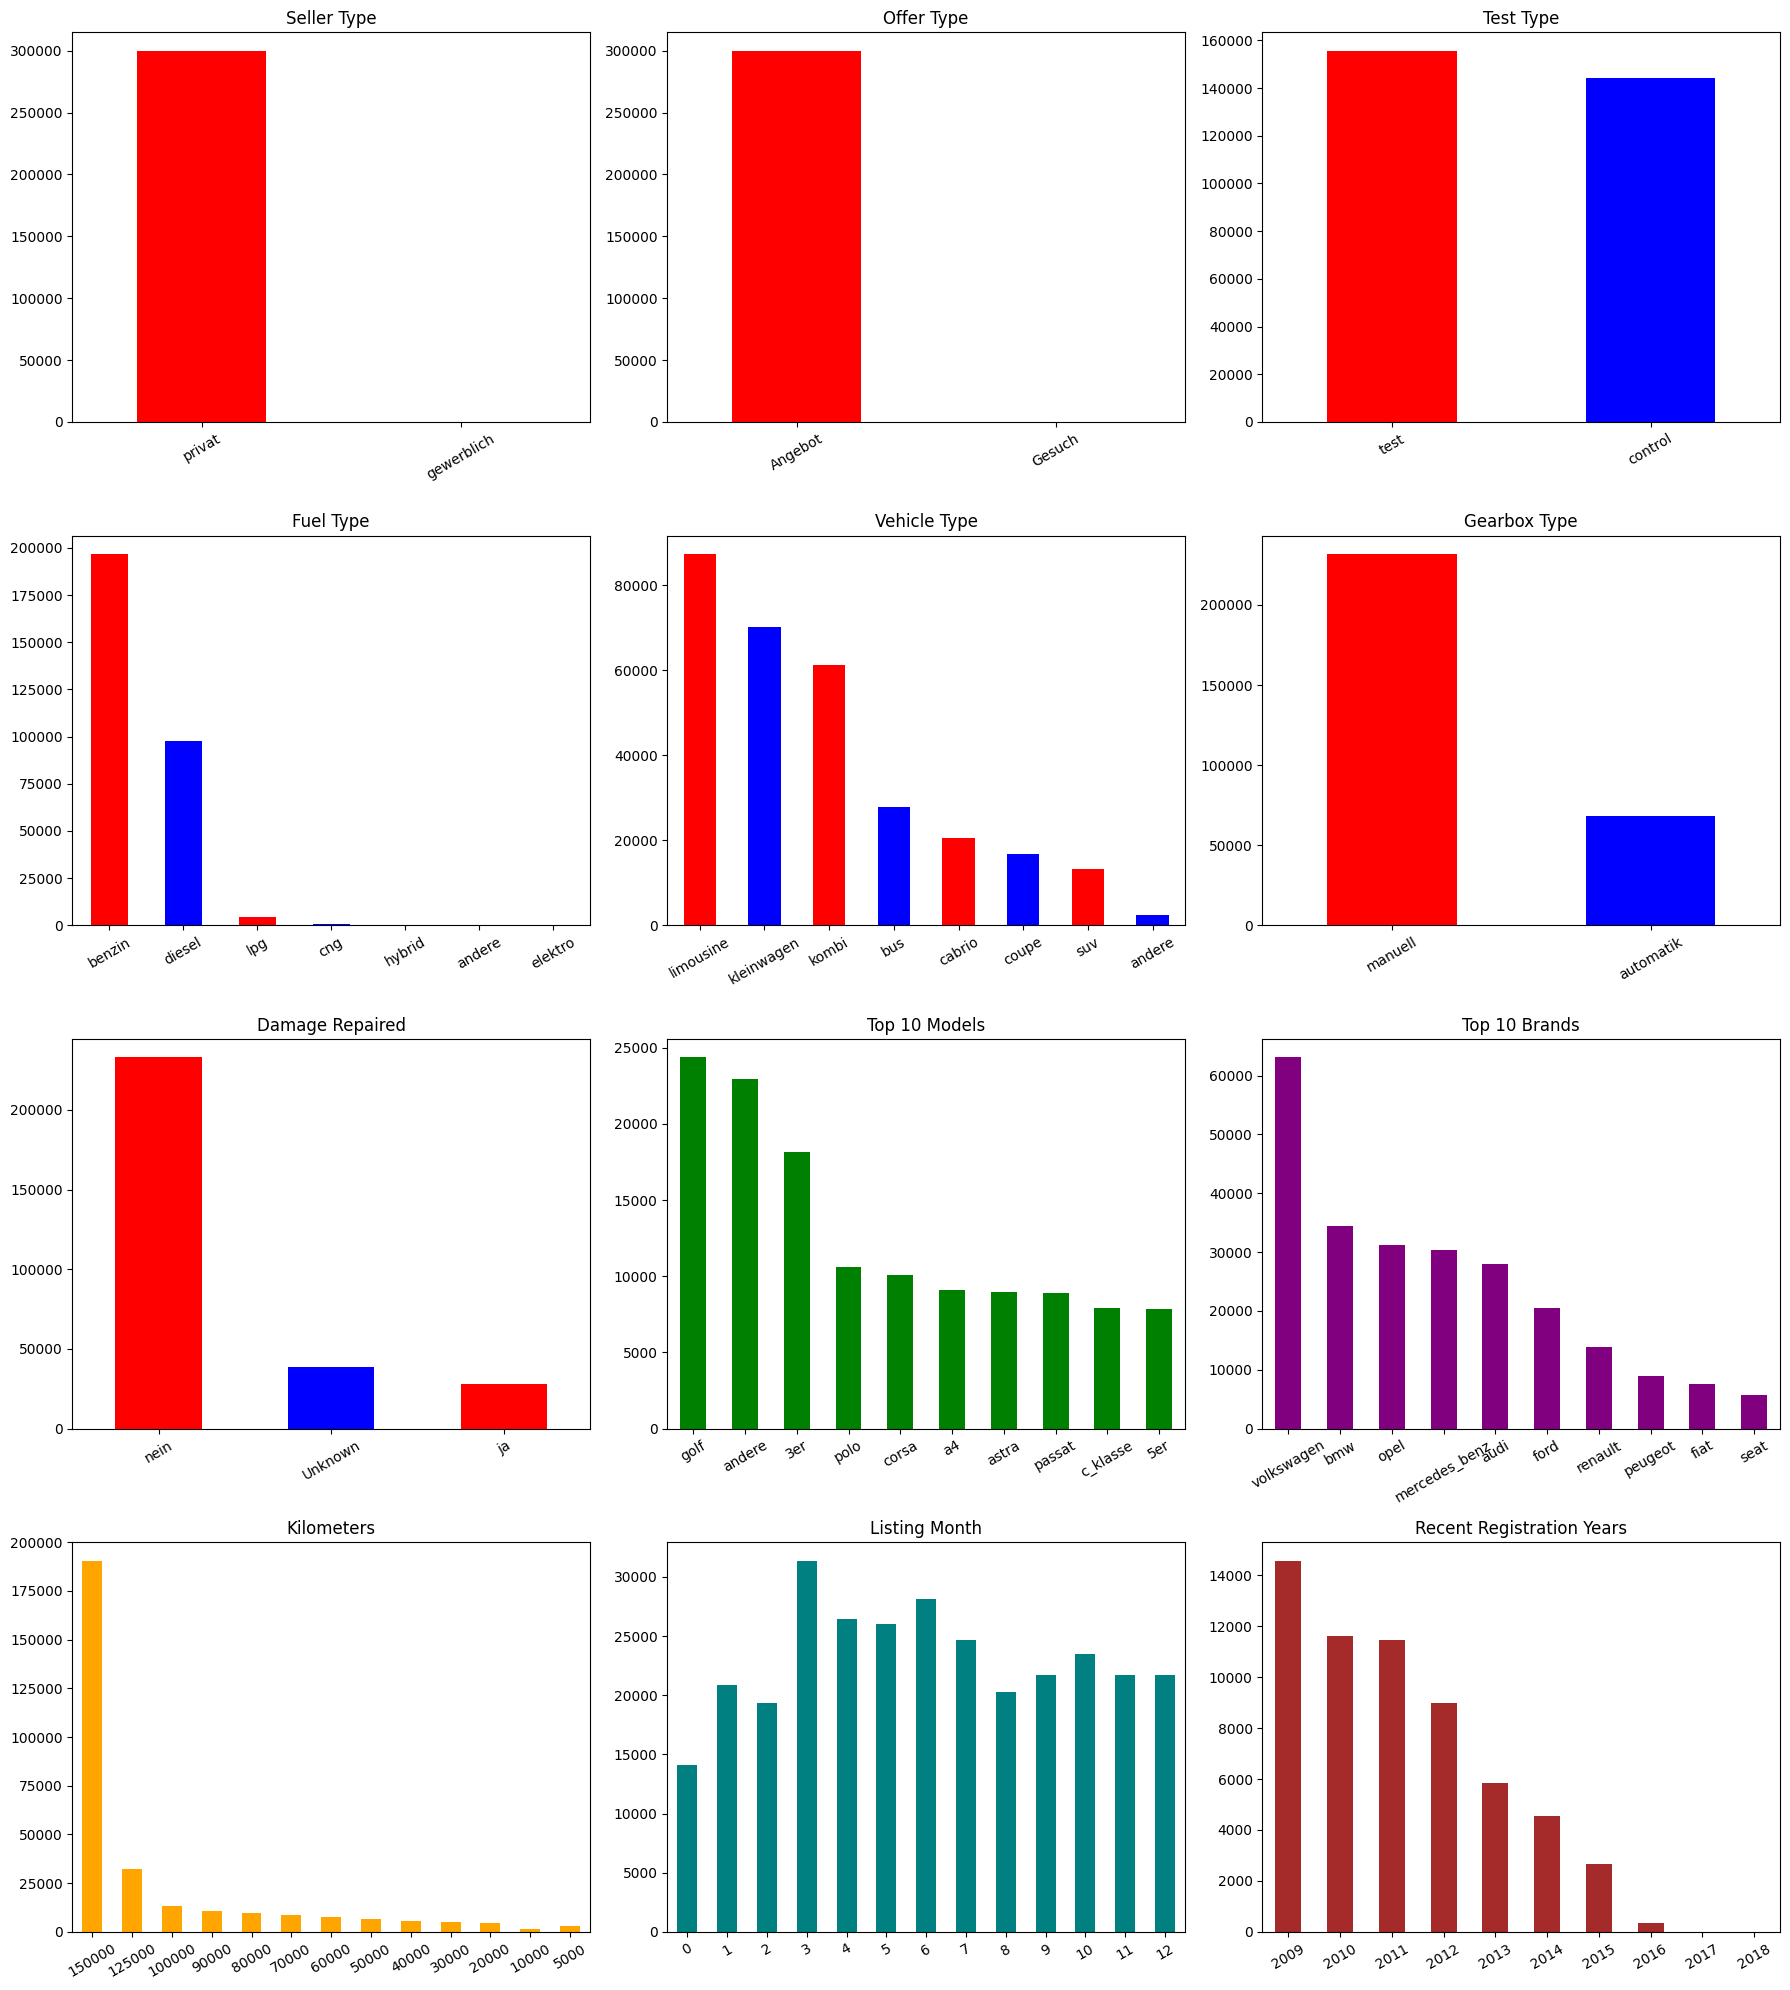 Seller Type
300000
250000
200000
150000
100000
50000
0
privat
gewerblich
Offer Type
300000
250000
200000
150000
100000
50000
0
Angebot
Gesuch
Test Type
160000
140000
120000
100000
80000
60000
40000
20000
0
test
control
Fuel Type
200000
175000
150000
125000
100000
75000
50000
25000
0
benzin
diesel
lpg
cng
hybrid
andere
elektro
Vehicle Type
80000
60000
40000
20000
0
limousine
kleinwagen
kombi
bus
cabrio
coupe
suv
andere
Gearbox Type
200000
150000
100000
50000
0
manuell
automatik
Damage Repaired
200000
150000
100000
50000
0
nein
Unknown
ja
Top 10 Models
25000
20000
15000
10000
5000
0
golf
andere
3er
polo
corsa
a4
astra
passat
c_klasse
5er
Top 10 Brands
60000
50000
40000
30000
20000
10000
0
volkswagen
bmw
opel
mercedes_benz
audi
ford
renault
peugeot
fiat
seat
Kilometers
200000
175000
150000
125000
100000
75000
50000
25000
0
150000
125000
100000
90000
80000
70000
60000
50000
40000
30000
20000
10000
5000
Listing Month
30000
25000
20000
15000
10000
5000
0
0
1
2
3
4
5
6
7
8
9
10
11
12
Recent Registration Years
14000
12000
10000
8000
6000
4000
2000
0
2009
2010
2011
2012
2013
2014
2015
2016
2017
2018